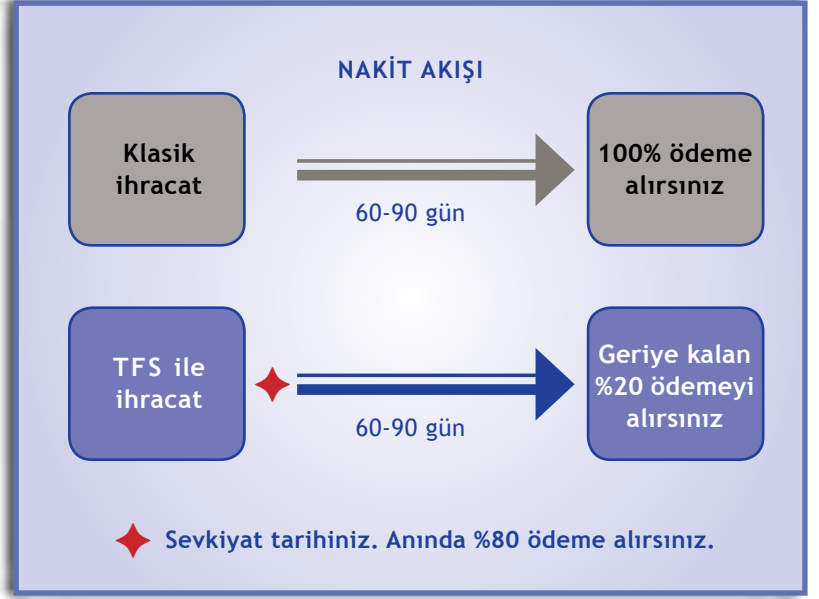 NAKİT AKIŞI
Klasik
ihracat
60-90 gün
100% ödeme
alırsınız
TFS ile
ihracat
60-90 gün
Geriye kalan
%20 ödemeyi
alırsınız
Sevkiyat tarihiniz. Anında %80 ödeme alırsınız.